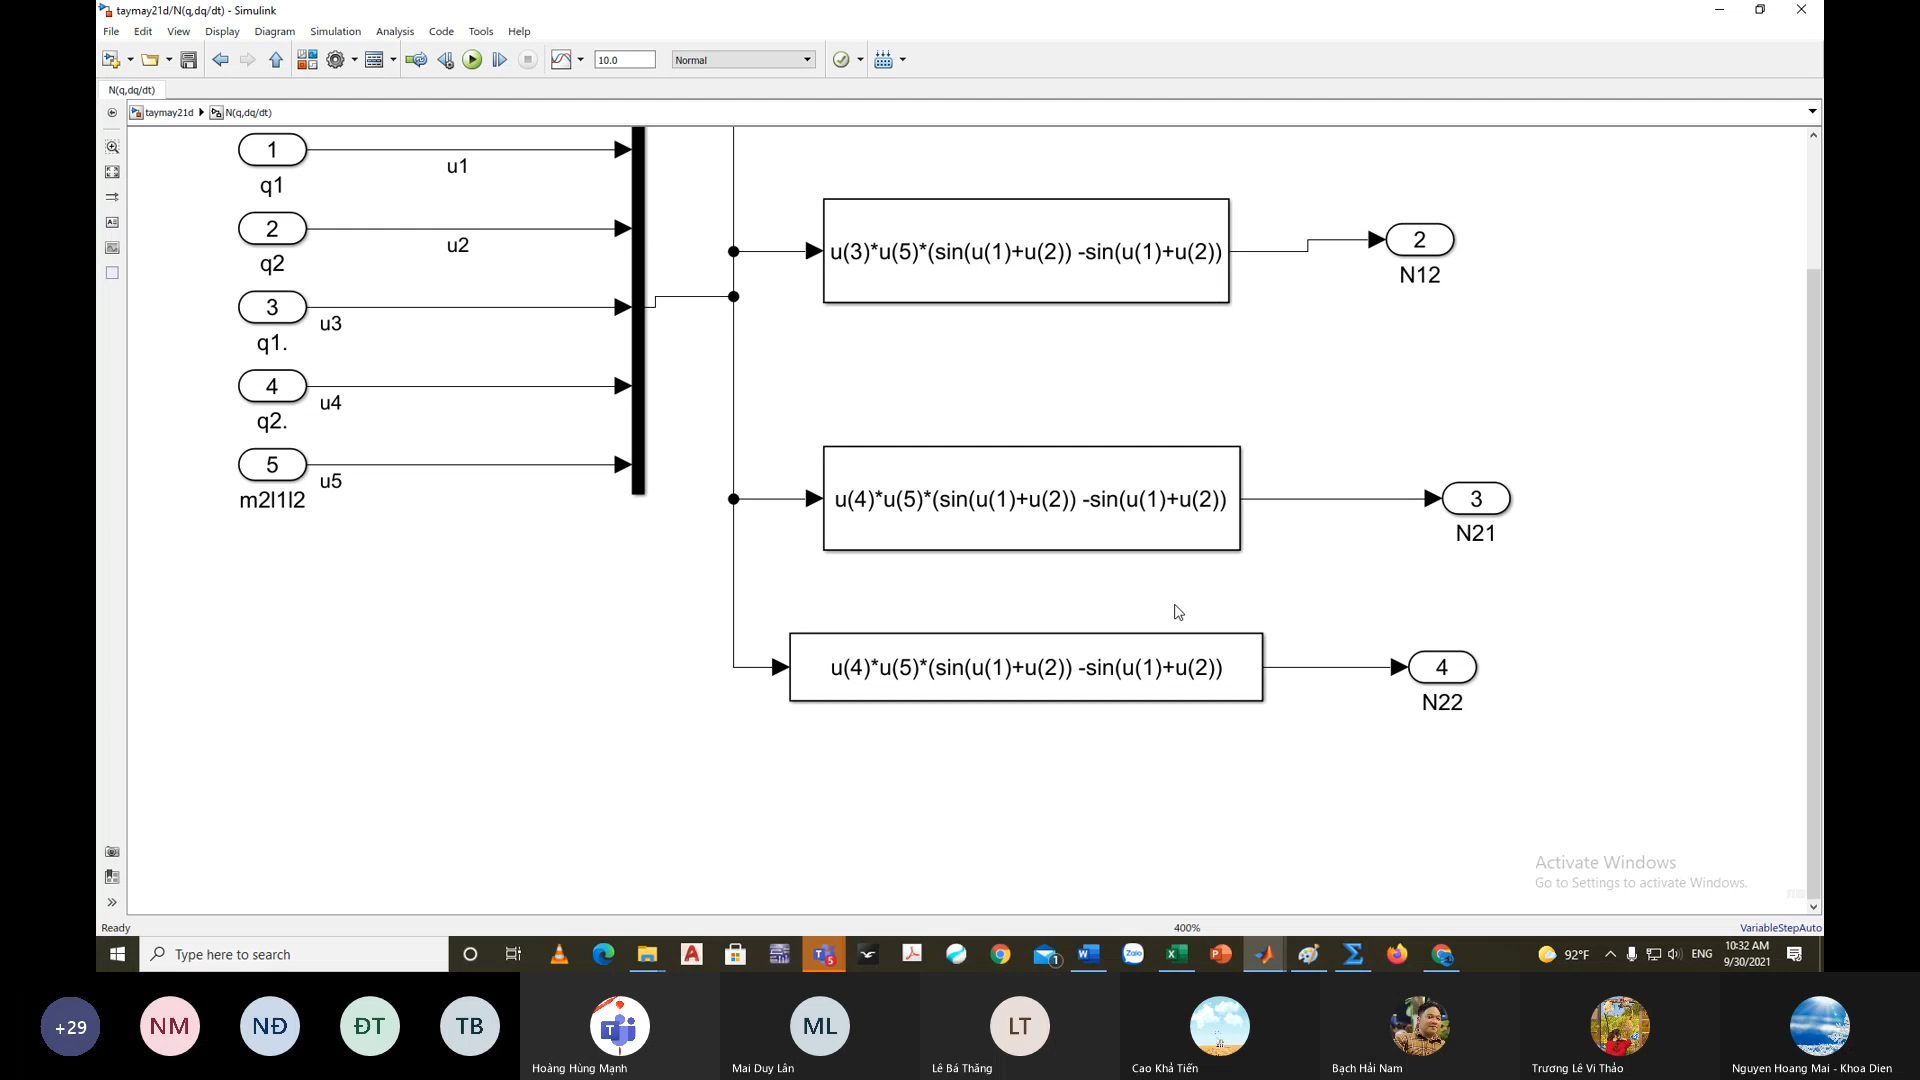 taymay21d/N(q,dq/dt) - Simulink
File Edit View Display Diagram Simulation Analysis Code Tools Help
10.0 Normal
N(q,dq/dt)
taymay21d N(q,dq/dt)
1
u1
q1
2
u2
q2
3
u3
q1.
4
u4
q2.
5
u5
m2l1l2
u(3)*u(5)*(sin(u(1)+u(2)) -sin(u(1)+u(2))
2
N12
u(4)*u(5)*(sin(u(1)+u(2)) -sin(u(1)+u(2))
3
N21
u(4)*u(5)*(sin(u(1)+u(2)) -sin(u(1)+u(2))
4
N22
Activate Windows
Go to Settings to activate Windows.
Ready 400% VariableStepAuto
Type here to search
92°F ENG 10:32 AM
9/30/2021
+29 NM NĐ ĐT TB ML LT
Hoàng Hùng Mạnh Mai Duy Lân Lê Bá Thăng Cao Khả Tiến Bạch Hải Nam Trương Lê Vi Thảo Nguyen Hoang Mai - Khoa Dien